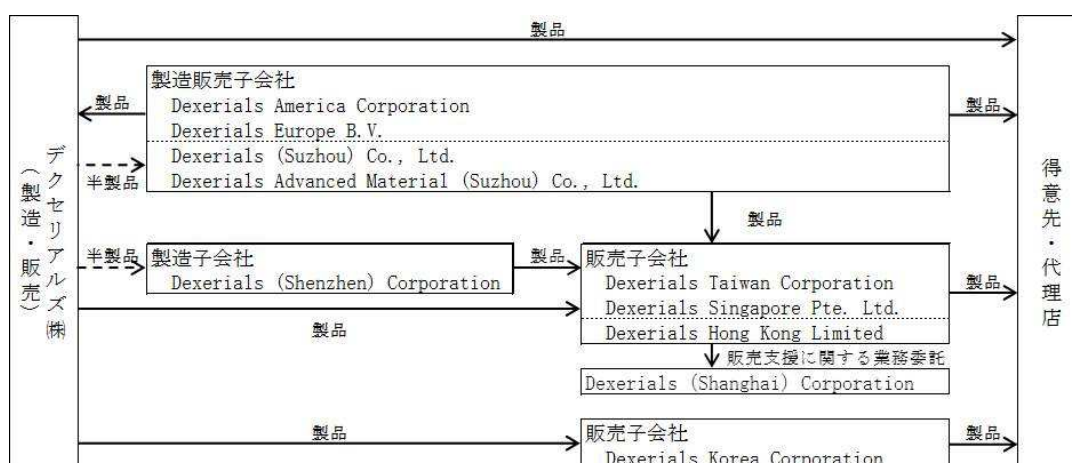 製品
デクセリアルズ㈱
（製造・販売）
製造販売子会社
Dexerials America Corporation
Dexerials Europe B.V.
Dexerials (Suzhou) Co., Ltd.
Dexerials Advanced Material (Suzhou) Co., Ltd.
製品
製品
半製品
得意先・代理店
製品
半製品
製造子会社
Dexerials (Shenzhen) Corporation
製品
販売子会社
Dexerials Taiwan Corporation
Dexerials Singapore Pte. Ltd.
Dexerials Hong Kong Limited
製品
製品
販売支援に関する業務委託
Dexerials (Shanghai) Corporation
製品
販売子会社
Dexerials Korea Corporation
製品